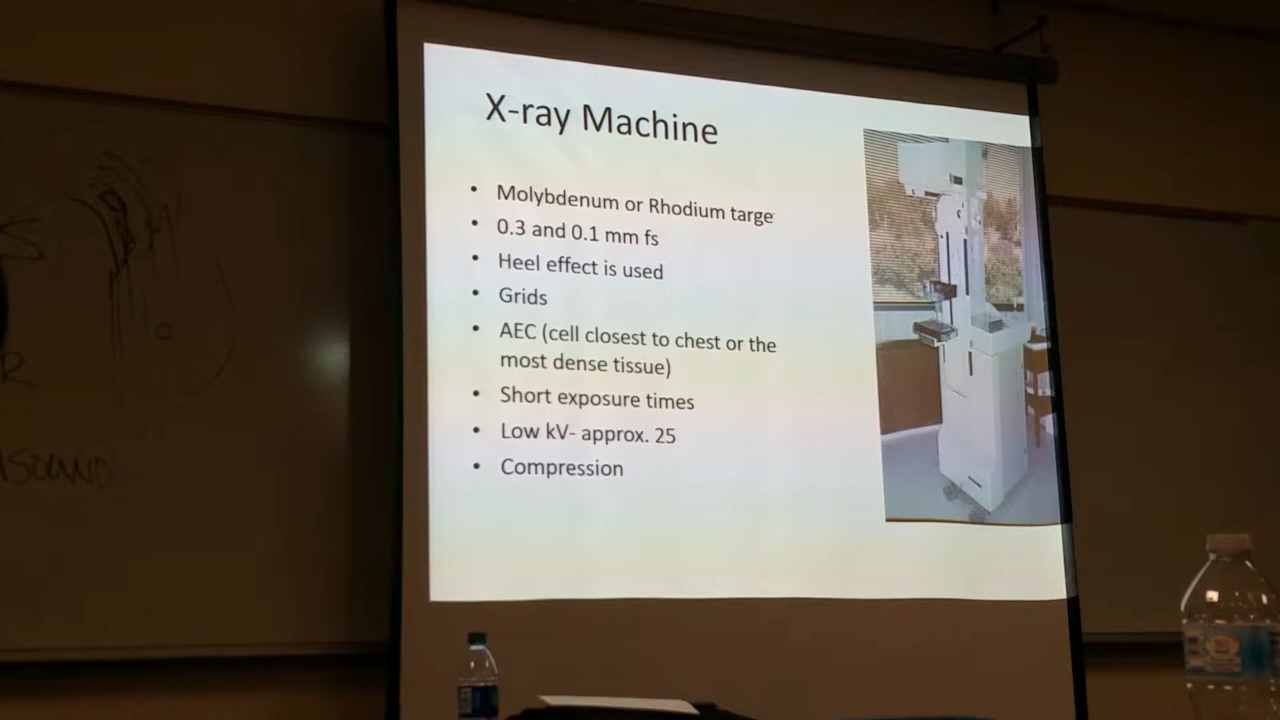 X-ray Machine
• Molybdenum or Rhodium targe
• 0.3 and 0.1 mm fs
• Heel effect is used
• Grids
• AEC (cell closest to chest or the
most dense tissue)
• Short exposure times
• Low kV- approx. 25
• Compression